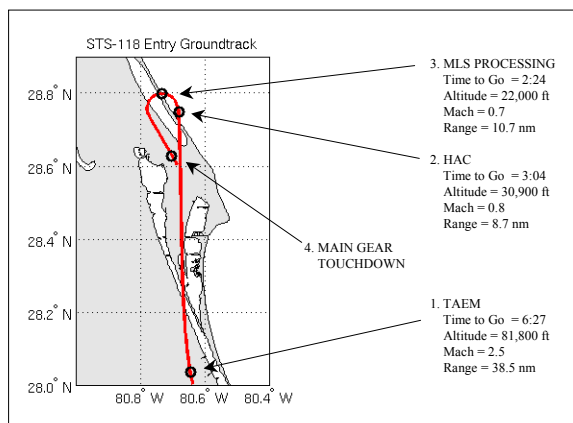 STS-118 Entry Groundtrack
28.8° N
28.6° N
28.4° N
28.2° N
28.0° N
80.8° W
80.6° W
80.4° W
3. MLS PROCESSING
Time to Go = 2:24
Altitude = 22,000 ft
Mach = 0.7
Range = 10.7 nm
2. HAC
Time to Go = 3:04
Altitude = 30,900 ft
Mach = 0.8
Range = 8.7 nm
4. MAIN GEAR
TOUCHDOWN
1. TAEM
Time to Go = 6:27
Altitude = 81,800 ft
Mach = 2.5
Range = 38.5 nm